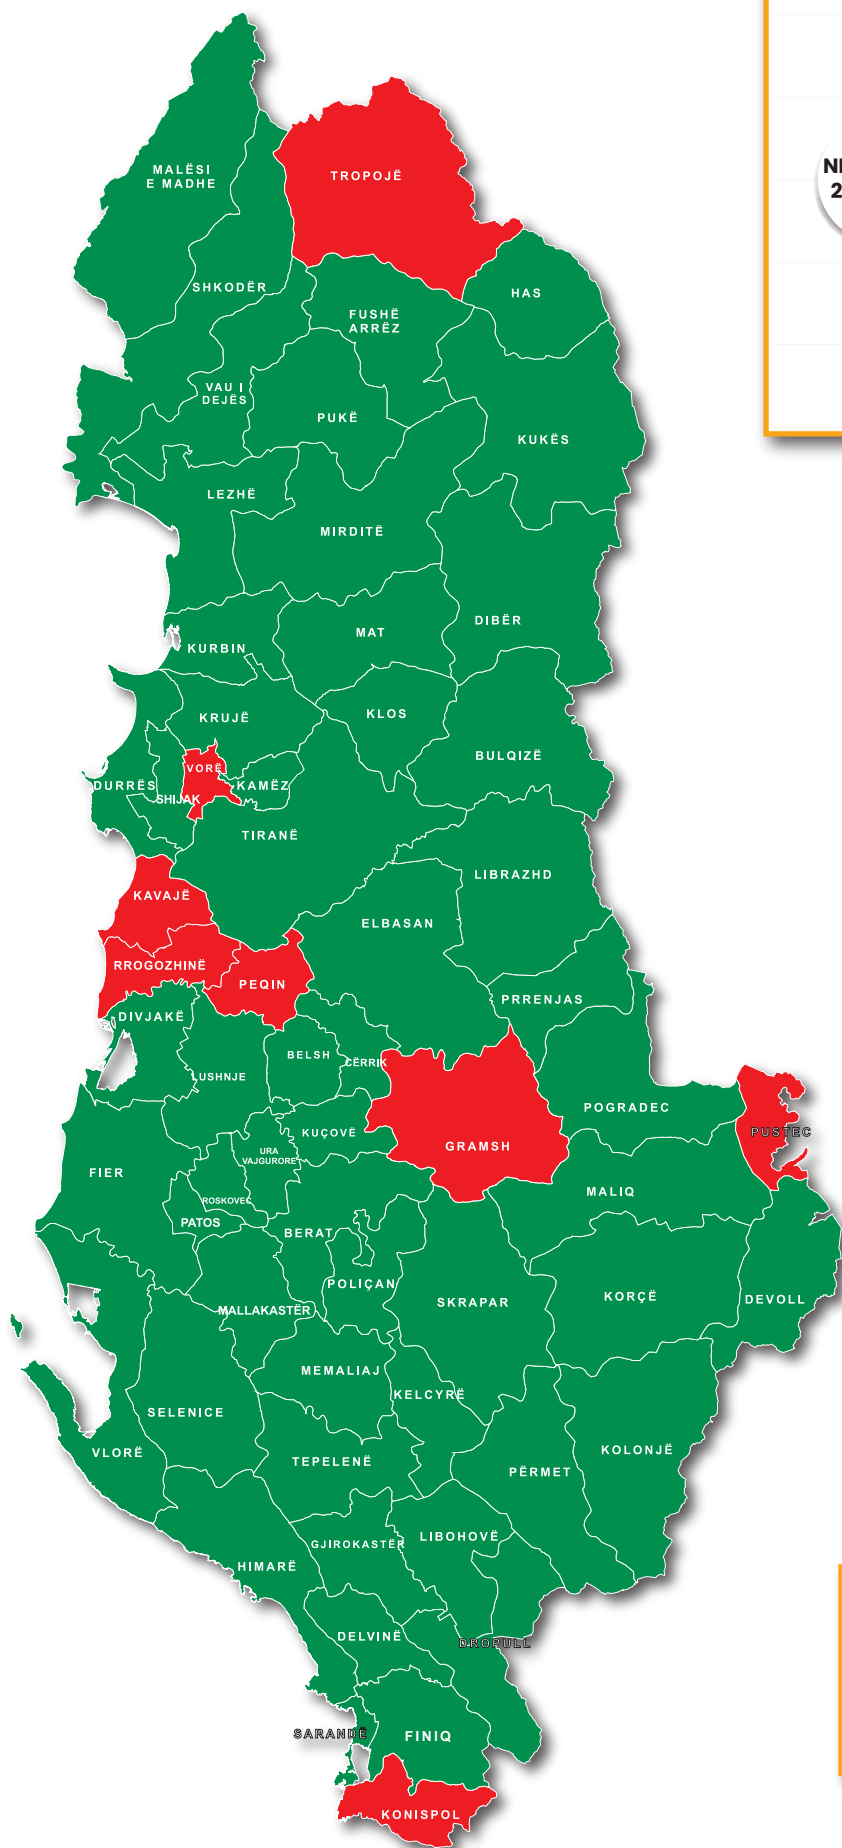 TROPOJË
MALËSI
E MADHE
SHKODËR
HAS
FUSHË
ARRËZ
VAU I
DEJËS
PUKË
KUKËS
LEZHË
MIRDITË
DIBËR
MAT
KURBIN
KRUJË
KLOS
BULQIZË
VORË
DURRËS
KAMËZ
SHIJAK
TIRANË
LIBRAZHD
KAVAJË
ELBASAN
RROGOZHINË
PEQIN
PRRENJAS
DIVJAKË
BELSH
CËRRIK
LUSHNJE
POGRADEC
PUSTEC
KUÇOVË
GRAMSH
URA
VAJGURORE
FIER
MALIQ
ROSKOVEC
PATOS
BERAT
POLIÇAN
KORÇË
DEVOLL
SKRAPAR
MALLAKASTËR
MEMALIAJ
KELCYRË
SELENICE
VLORË
KOLONJË
TEPELENË
PËRMET
LIBOHOVË
GJIROKASTËR
HIMARË
DELVINË
DROPULL
SARANDË
FINIQ
KONISPOL